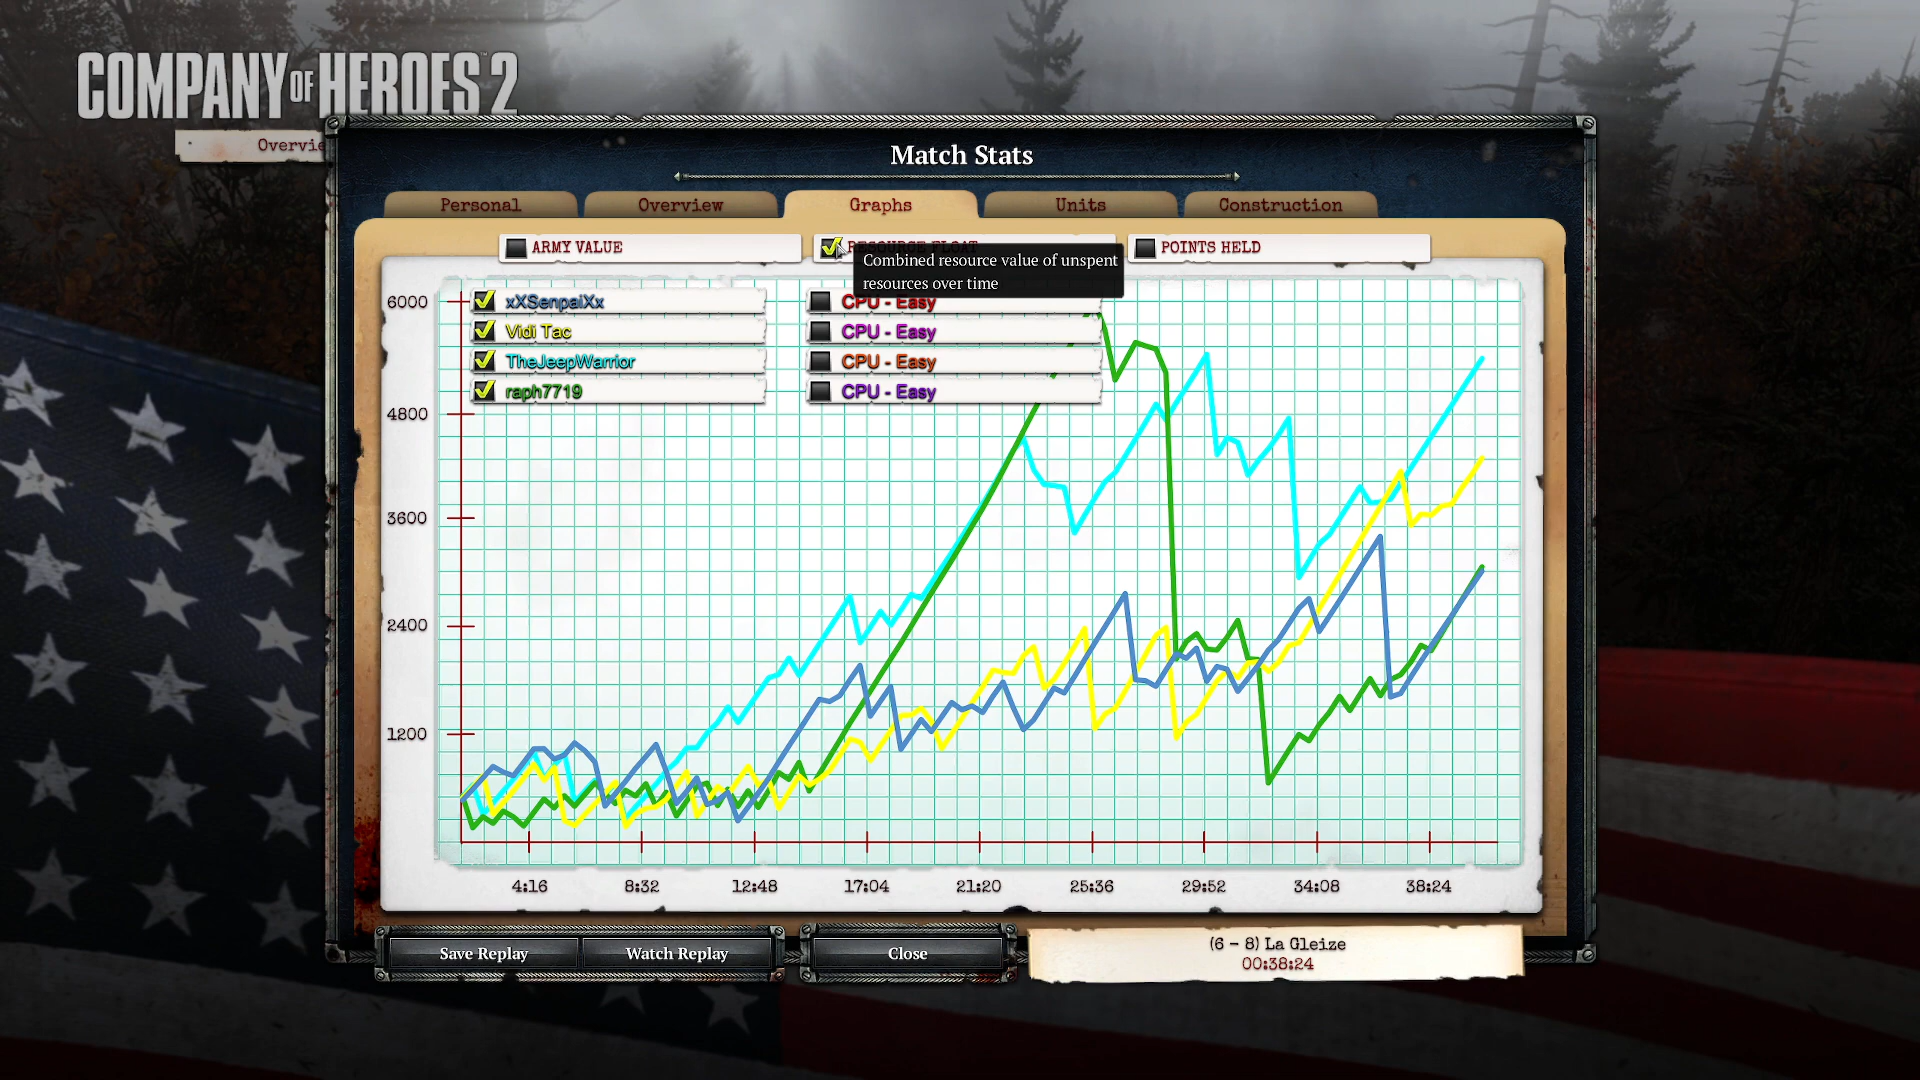 COMPANY OF HEROES 2
Overvie
Match Stats
Personal
Overview
Graphs
Units
Construction
ARMY VALUE
RESOURCE FLOAT
POINTS HELD
Combined resource value of unspent
resources over time
xXSenpaiXx
Vidi Tac
TheJeepWarrior
raph7719
CPU - Easy
CPU - Easy
CPU - Easy
CPU - Easy
6000
4800
3600
2400
1200
4:16
8:32
12:48
17:04
21:20
25:36
29:52
34:08
38:24
Save Replay
Watch Replay
Close
(6 - 8) La Gleize
00:38:24